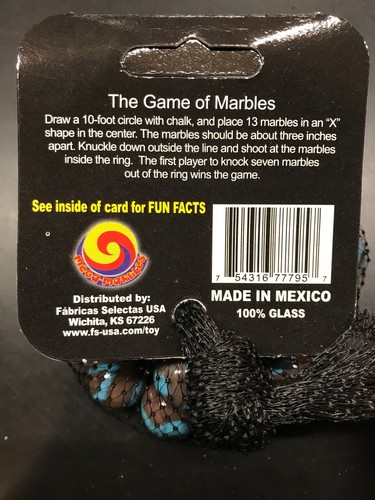 The Game of Marbles
Draw a 10-foot circle with chalk, and place 13 marbles in an "X"
shape in the center. The marbles should be about three inches
apart. Knuckle down outside the line and shoot at the marbles
inside the ring. The first player to knock seven marbles
out of the ring wins the game.
See inside of card for FUN FACTS
MEGA MARBLES
7 54316 77795 7
Distributed by:
Fábricas Selectas USA
Wichita, KS 67226
www.fs-usa.com/toy
MADE IN MEXICO
100% GLASS